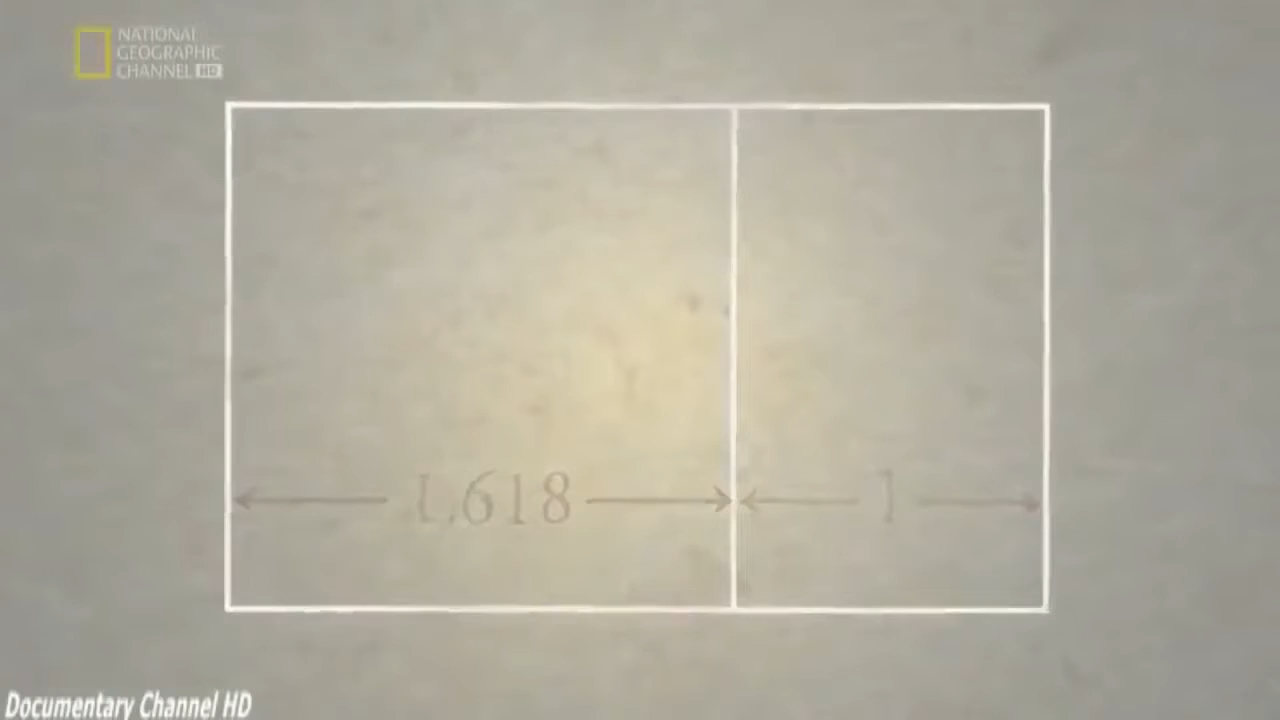 NATIONAL
GEOGRAPHIC
CHANNEL HD
1.618 1
Documentary Channel HD